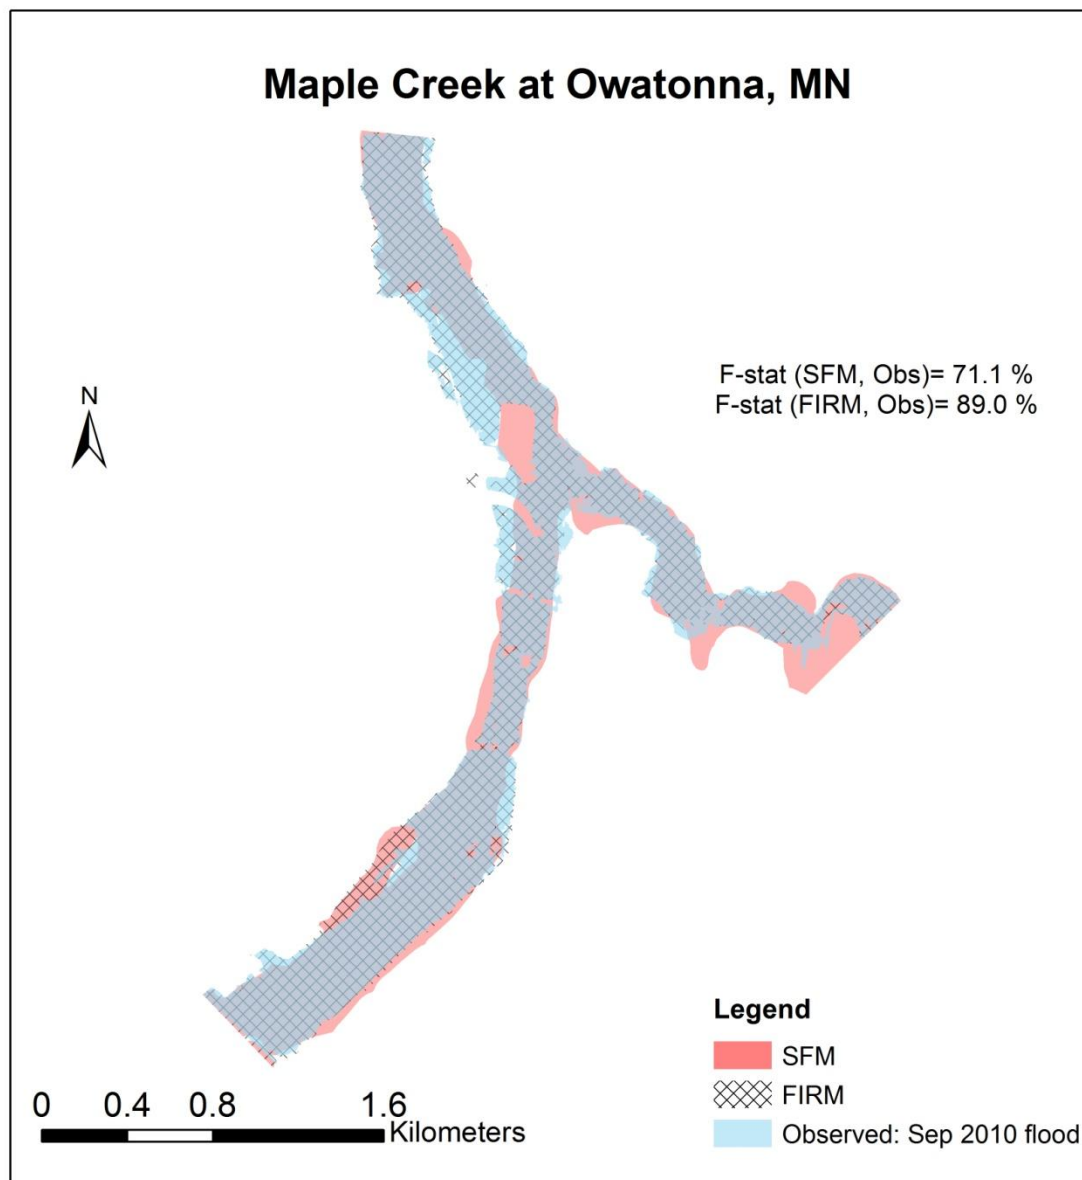 Maple Creek at Owatonna, MN
F-stat (SFM, Obs)= 71.1 %
F-stat (FIRM, Obs)= 89.0 %
N
Legend
SFM
FIRM
Observed: Sep 2010 flood
0 0.4 0.8 1.6
Kilometers